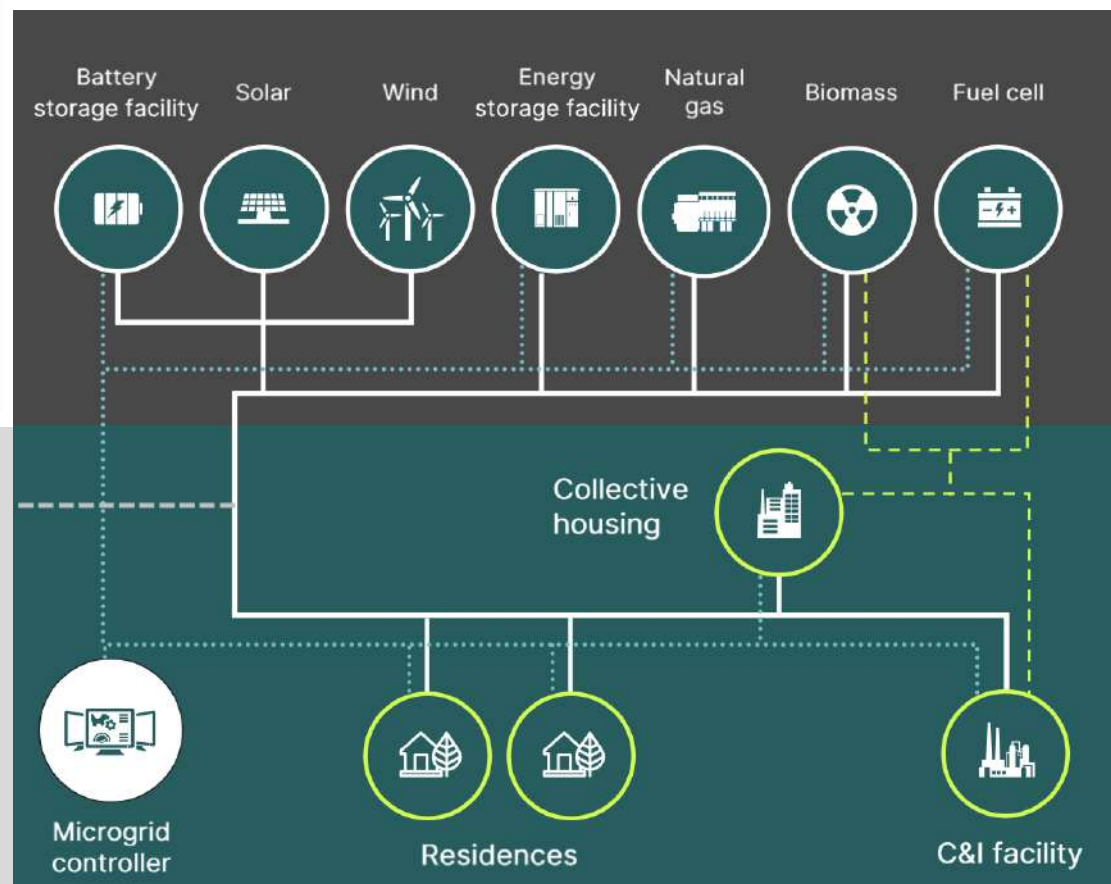 Battery
storage facility
Solar
Wind
Energy
storage facility
Natural
gas
Biomass
Fuel cell
Collective
housing
Microgrid
controller
Residences
C&I facility